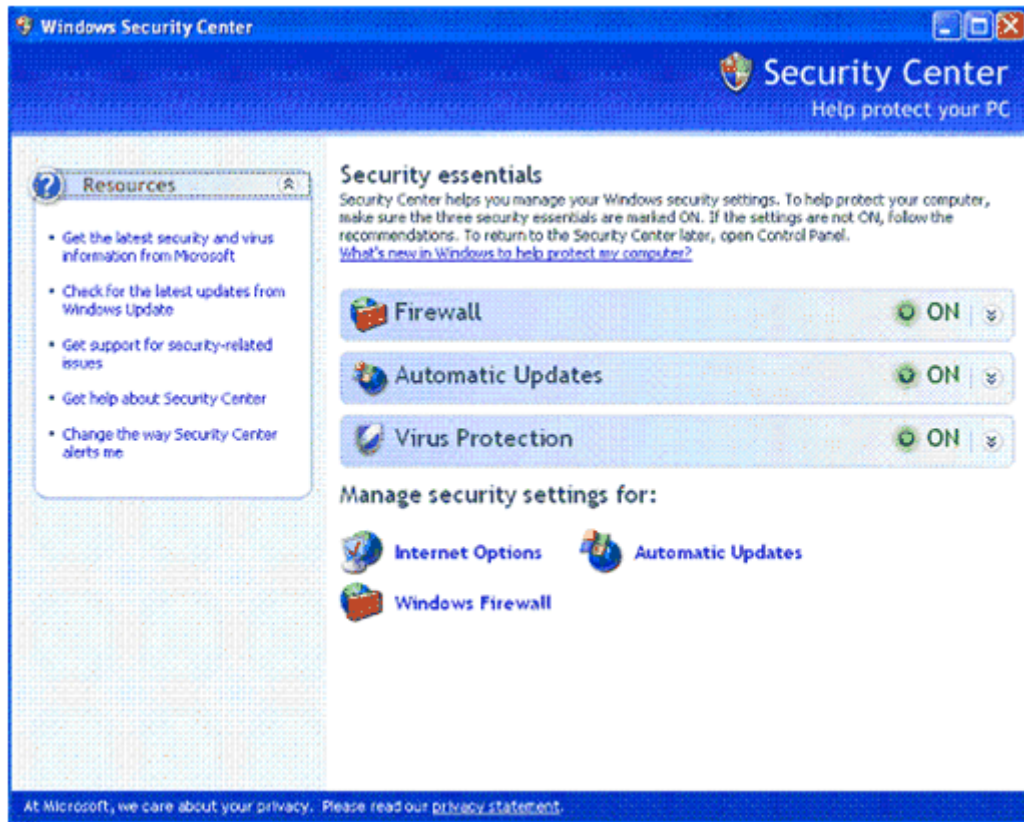 Windows Security Center
Security Center
Help protect your PC
Resources
• Get the latest security and virus
information from Microsoft
• Check for the latest updates from
Windows Update
• Get support for security-related
issues
• Get help about Security Center
• Change the way Security Center
alerts me
Security essentials
Security Center helps you manage your Windows security settings. To help protect your computer,
make sure the three security essentials are marked ON. If the settings are not ON, follow the
recommendations. To return to the Security Center later, open Control Panel.
What's new in Windows to help protect my computer?
Firewall ON
Automatic Updates ON
Virus Protection ON
Manage security settings for:
Internet Options Automatic Updates
Windows Firewall
At Microsoft, we care about your privacy. Please read our privacy statement.